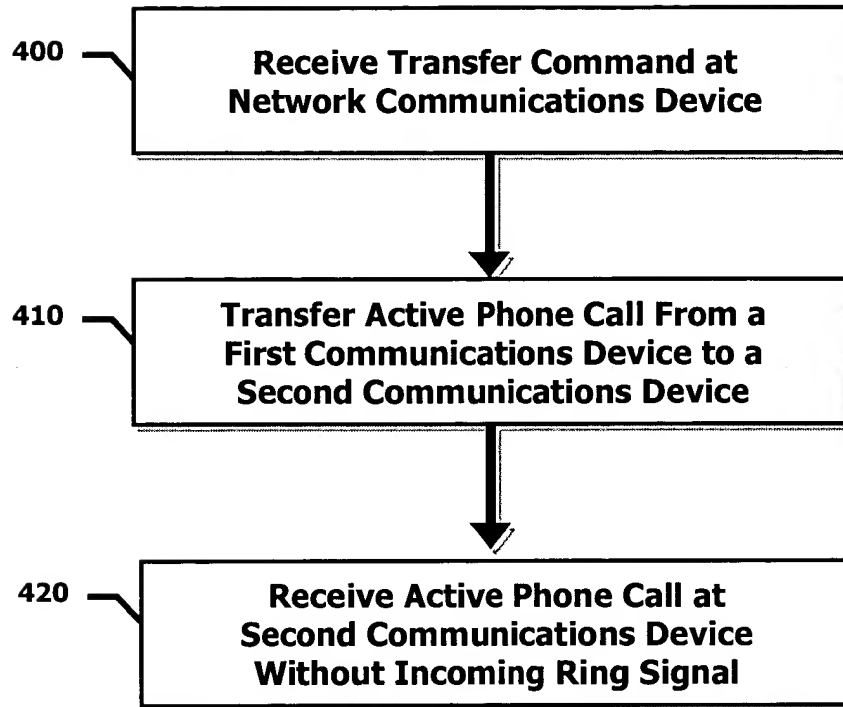 400
Receive Transfer Command at
Network Communications Device
410
Transfer Active Phone Call From a
First Communications Device to a
Second Communications Device
420
Receive Active Phone Call at
Second Communications Device
Without Incoming Ring Signal